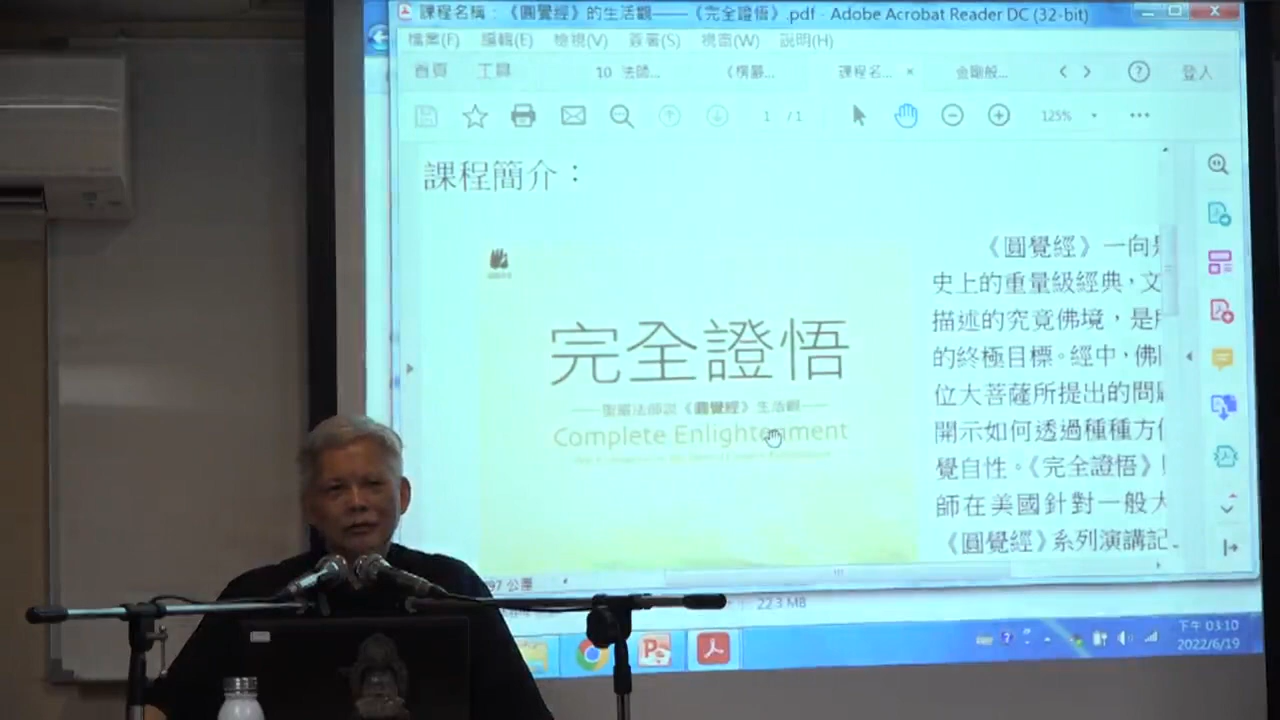 課程名稱：《圓覺經》的生活觀——《完全證悟》.pdf - Adobe Acrobat Reader DC (32-bit)
檔案(F) 編輯(E) 檢視(V) 簽署(S) 視窗(W) 說明(H)
首頁 工具 10 法師... 《楞嚴... 課程名... × 金剛般... 登入
1 / 1 125%
課程簡介：
完全證悟
——聖嚴法師說《圓覺經》生活觀——
Complete Enlightenment
《圓覺經》一向
史上的重量級經典，文
描述的究竟佛境，是
的終極目標。經中，佛
位大菩薩所提出的問
開示如何透過種種方
覺自性。《完全證悟》
師在美國針對一般大
《圓覺經》系列演講記
97 公釐
22.3 MB
下午 03:10
2022/6/19